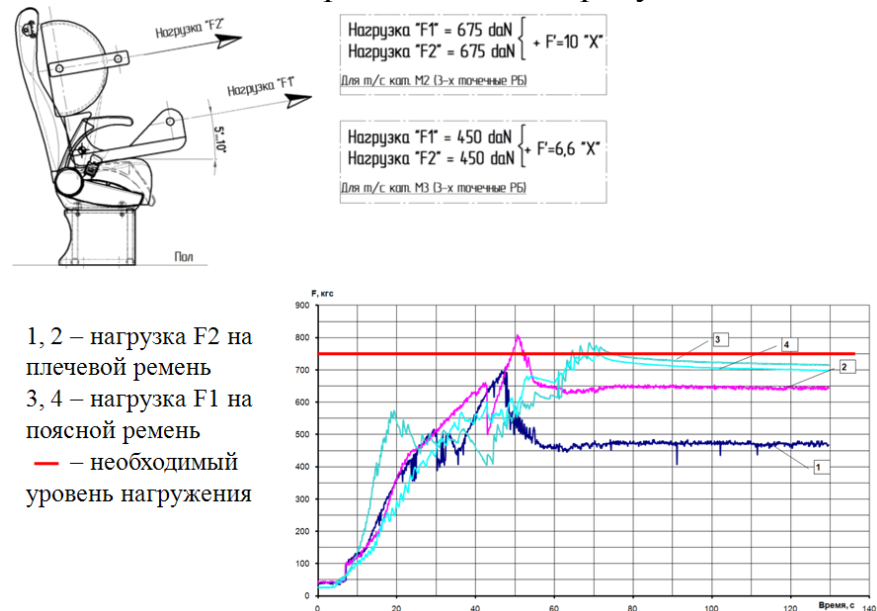 Нагрузка "F2"
Нагрузка "F1"
5°...10°
Пол
Нагрузка "F1" = 675 daN
Нагрузка "F2" = 675 daN
+ F'=10 "X"
Для т/с кат. М2 (3-х точечные РБ)
Нагрузка "F1" = 450 daN
Нагрузка "F2" = 450 daN
+ F'=6,6 "X"
Для т/с кат. М3 (3-х точечные РБ)
1, 2 – нагрузка F2 на
плечевой ремень
3, 4 – нагрузка F1 на
поясной ремень
– необходимый
уровень нагружения
F, кгс
900
800
700
600
500
400
300
200
100
0
0 20 40 60 80 100 120 140
Время, с
3
4
2
1